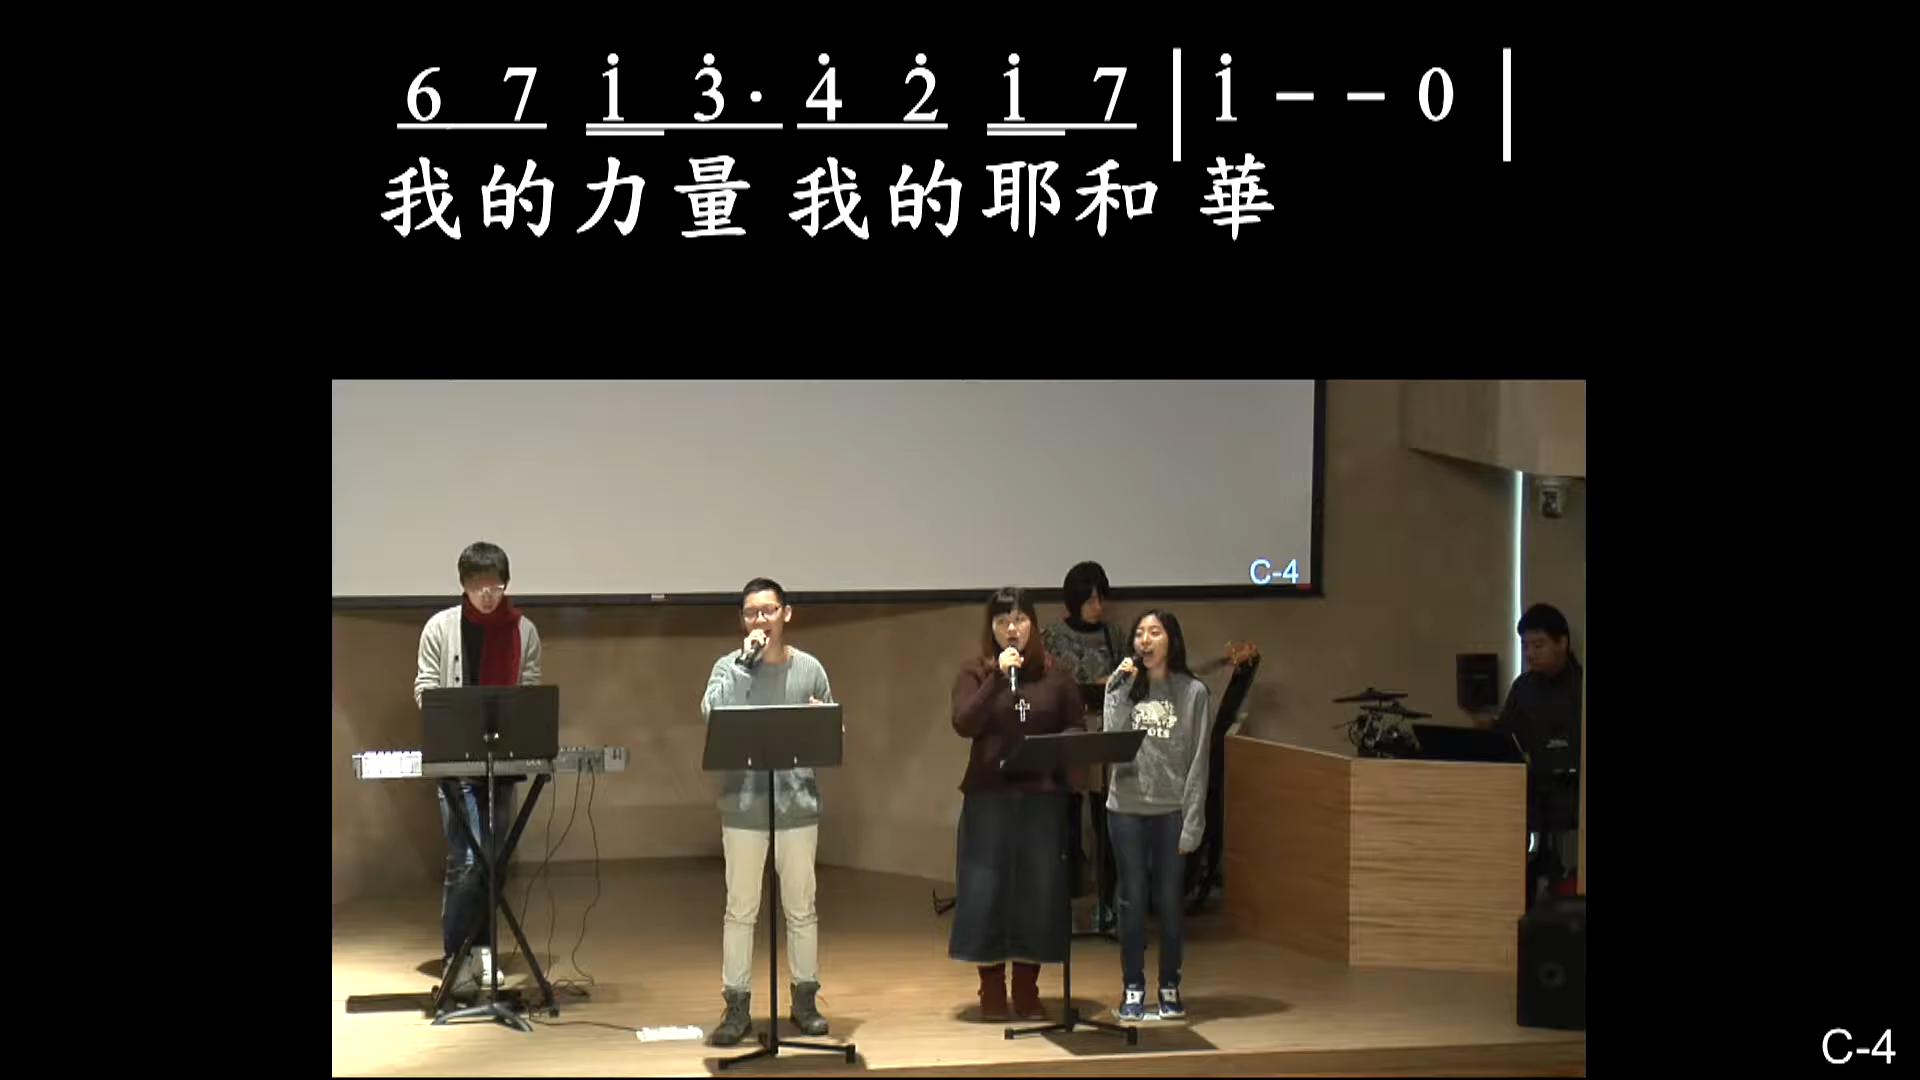 6 7 1̇ 3̇· 4̇ 2̇ 1̇ 7 | 1̇ – – 0 |
我的力量 我的耶和 華
C-4
C-4